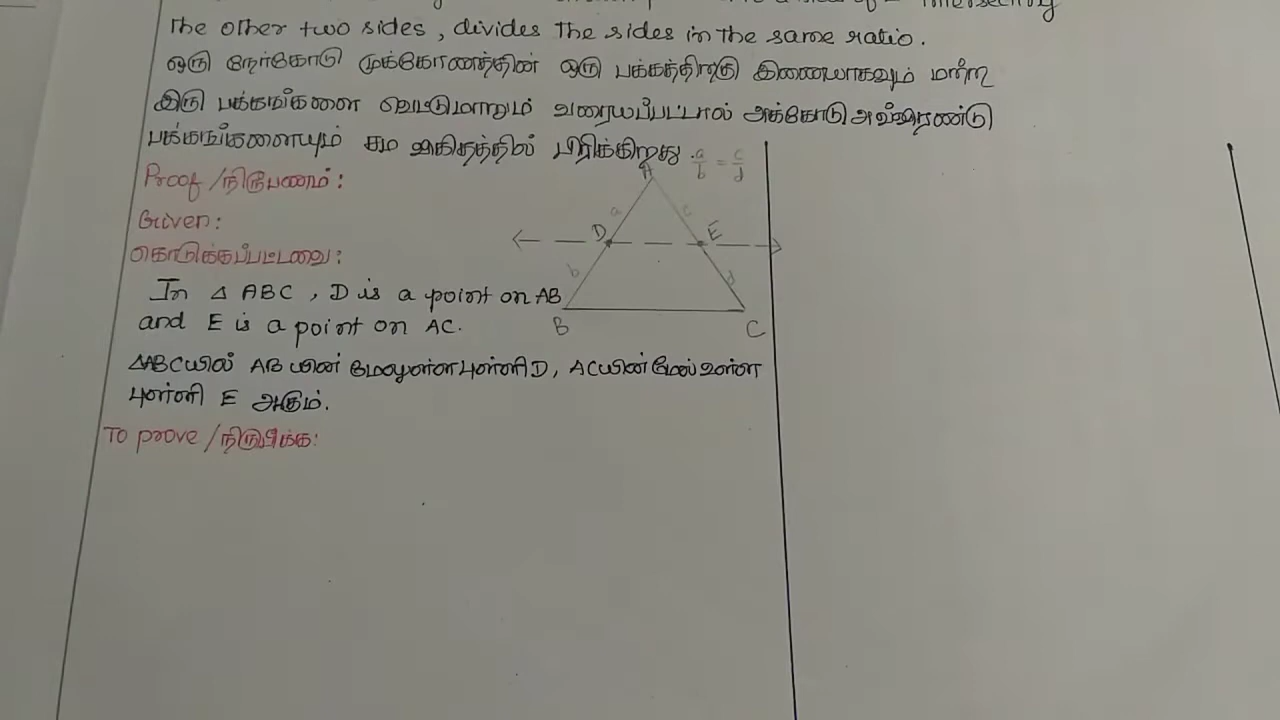 intersecting
The other two sides, divides The sides in the same ratio.
ஒரு நேர்கோடு முக்கோணத்தின் ஒரு பக்கத்திற்கு இணையாகவும் மற்ற
இரு பக்கங்களை வெட்டுமாறும் வரையப்பட்டால் அக்கோடு அவ்விரண்டு
பக்கங்களையும் சம விகிதத்தில் பிரிக்கிறது. a/b = c/d
Proof/நிரூபணம்:
Given:
கொடுக்கப்பட்டவை:
In Δ ABC, D is a point on AB
and E is a point on AC.
ΔABCயில் AB யின் மேலுள்ள புள்ளி D, ACயின் மேல் உள்ள
புள்ளி E ஆகும்.
To prove/நிரூபிக்க:
A
a c
D E
b d
B C